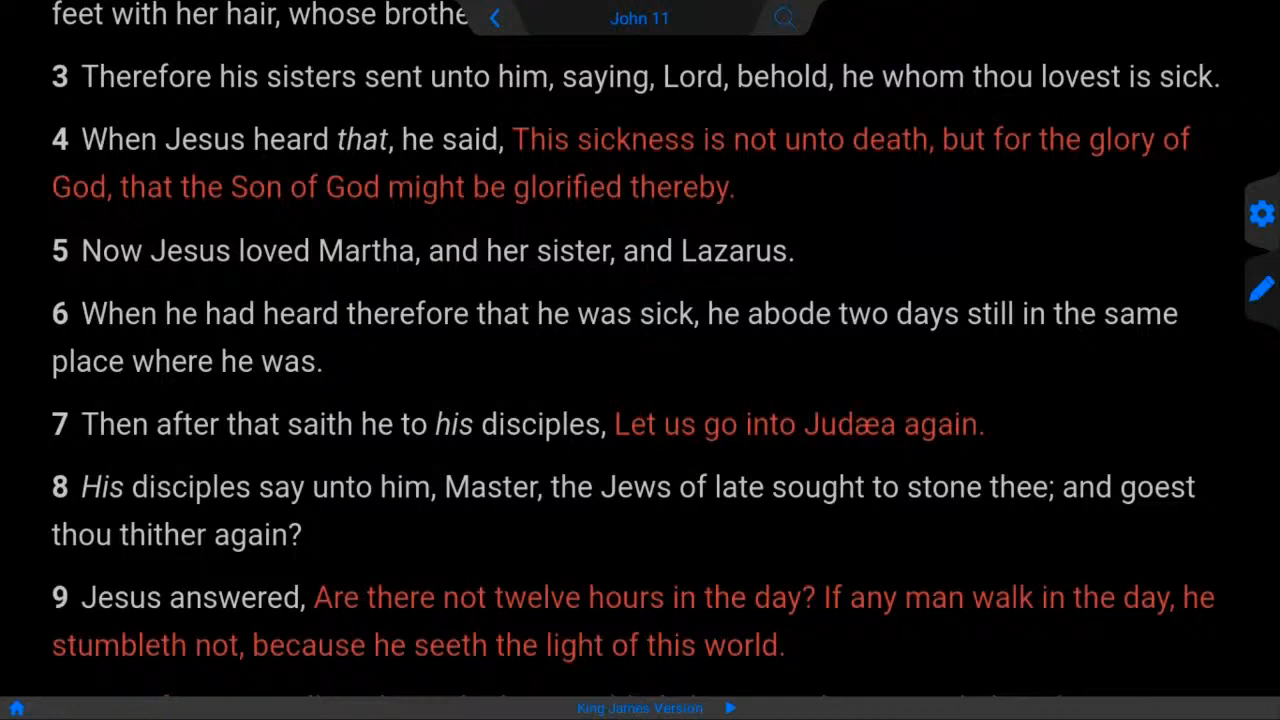 feet with her hair, whose brothe
John 11
3 Therefore his sisters sent unto him, saying, Lord, behold, he whom thou lovest is sick.
4 When Jesus heard that, he said, This sickness is not unto death, but for the glory of
God, that the Son of God might be glorified thereby.
5 Now Jesus loved Martha, and her sister, and Lazarus.
6 When he had heard therefore that he was sick, he abode two days still in the same
place where he was.
7 Then after that saith he to his disciples, Let us go into Judæa again.
8 His disciples say unto him, Master, the Jews of late sought to stone thee; and goest
thou thither again?
9 Jesus answered, Are there not twelve hours in the day? If any man walk in the day, he
stumbleth not, because he seeth the light of this world.
King James Version